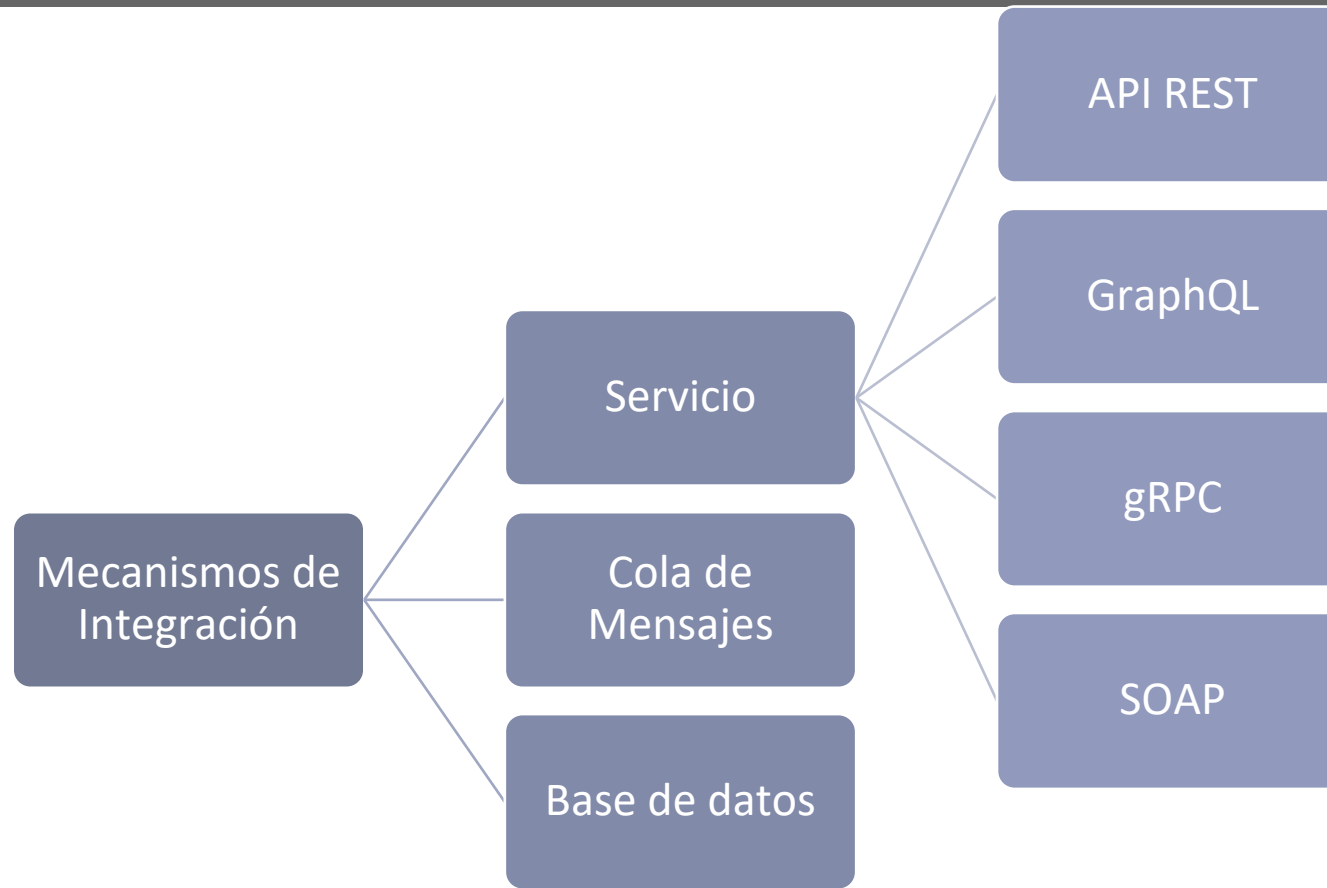 Mecanismos de
Integración
Servicio
Cola de
Mensajes
Base de datos
API REST
GraphQL
gRPC
SOAP